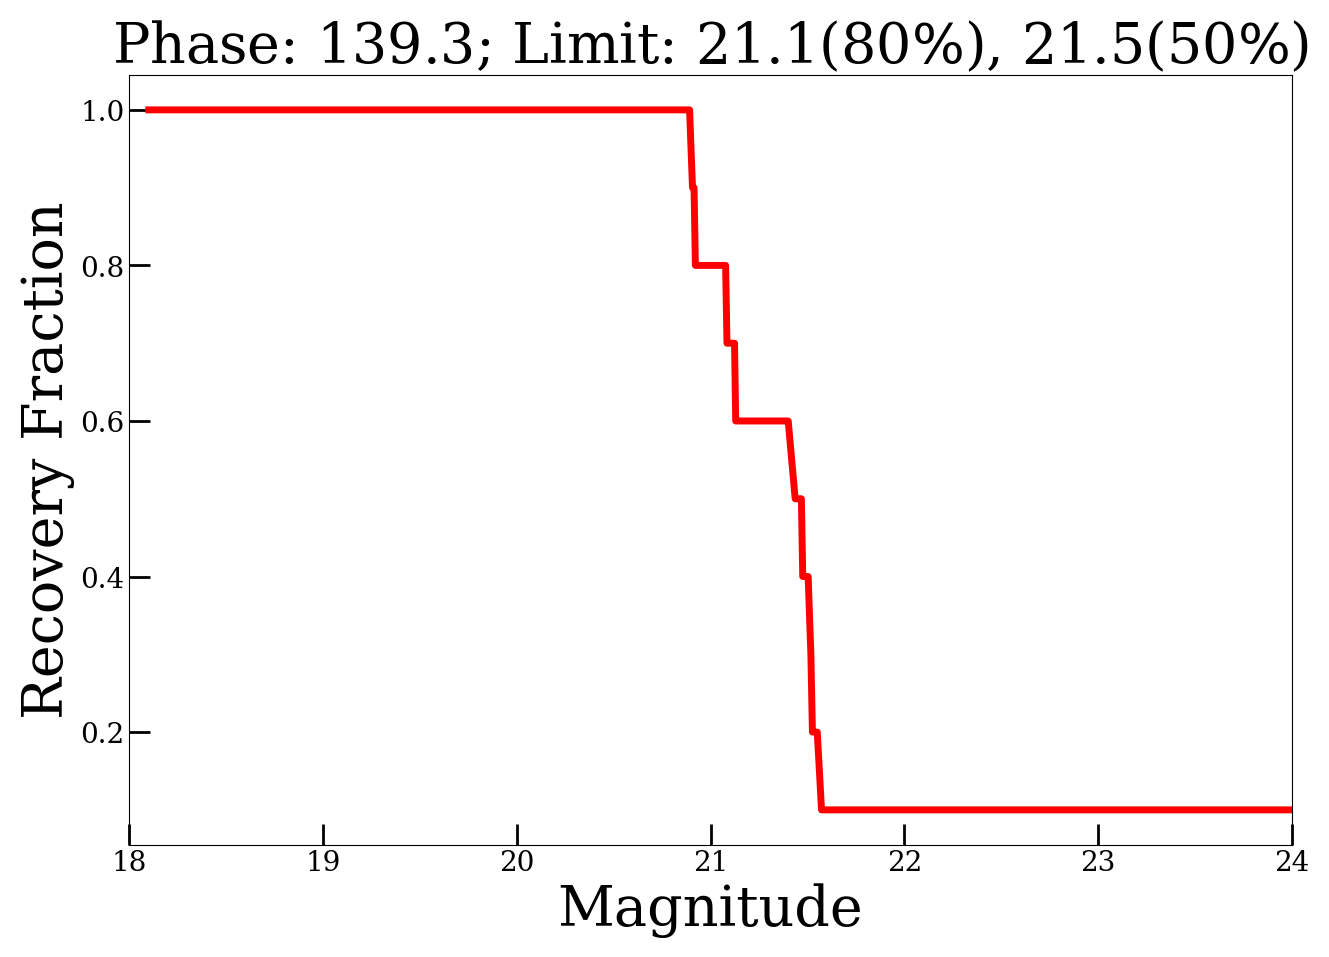 Phase: 139.3; Limit: 21.1(80%), 21.5(50%)
1.0
0.8
0.6
0.4
0.2
Recovery Fraction
18 19 20 21 22 23 24
Magnitude